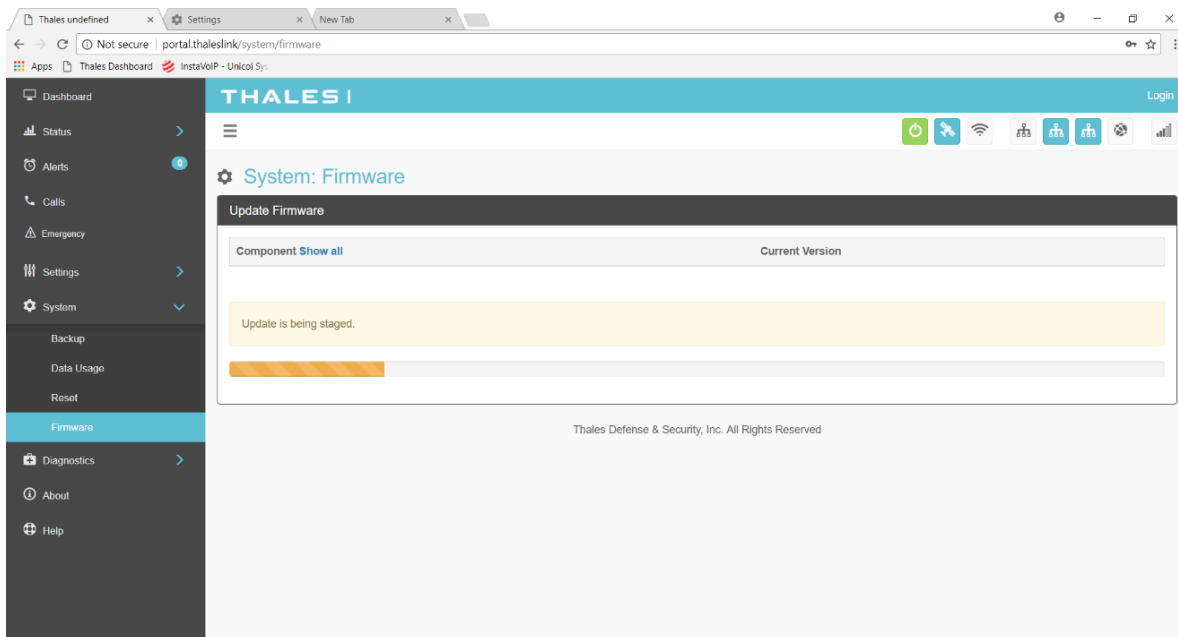 Thales undefined
Settings
New Tab
Not secure | portal.thaleslink/system/firmware
Apps Thales Dashboard InstaVoIP - Unicoi Sys
Dashboard
THALES
Login
Status
Alerts 0
System: Firmware
Calls
Update Firmware
Emergency
Component Show all Current Version
Settings
System
Update is being staged.
Backup
Data Usage
Reset
Firmware
Thales Defense & Security, Inc. All Rights Reserved
Diagnostics
About
Help